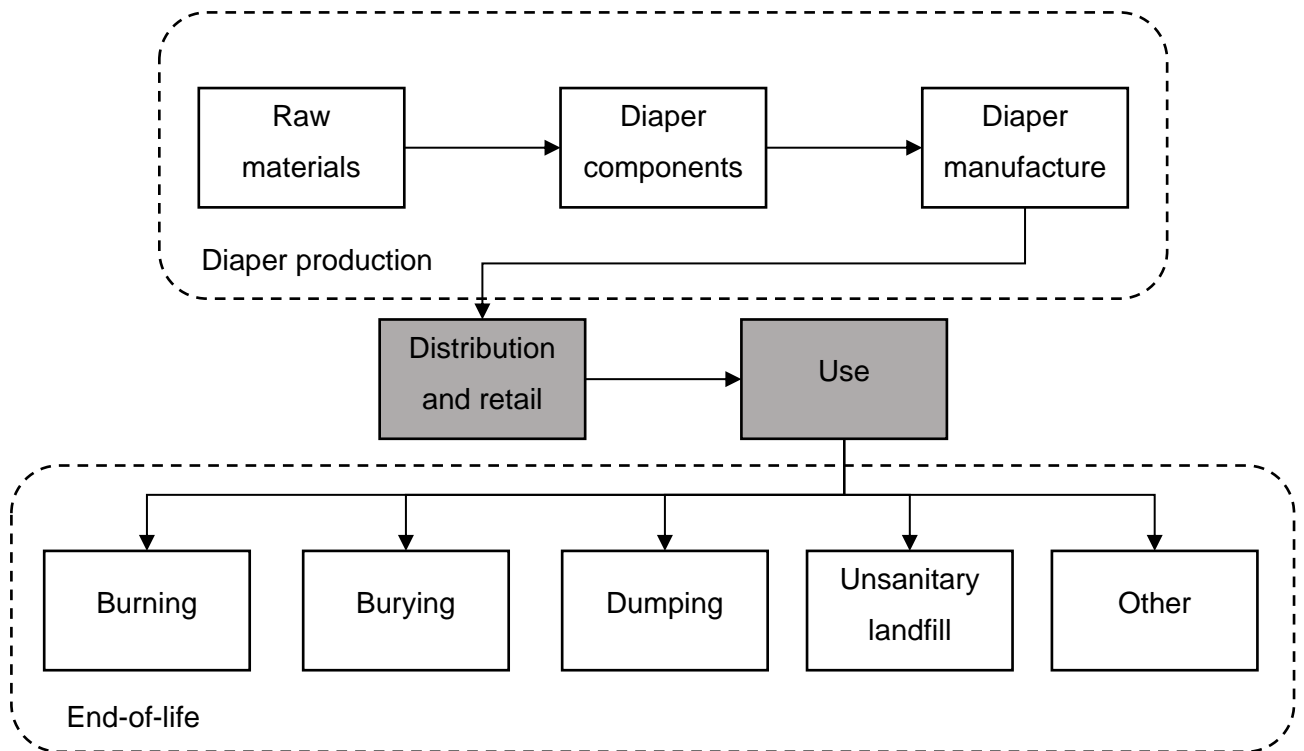 Raw
materials
Diaper
components
Diaper
manufacture
Diaper production
Distribution
and retail
Use
Burning
Burying
Dumping
Unsanitary
landfill
Other
End-of-life